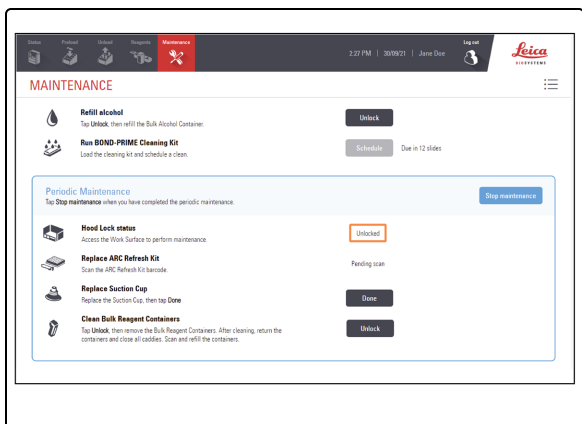 Status Preload Unload Reagents Maintenance
2:27 PM | 30/09/21 | Jane Doe
Log out
Leica
BIOSYSTEMS
MAINTENANCE
Refill alcohol
Tap Unlock, then refill the Bulk Alcohol Container.
Unlock
Run BOND-PRIME Cleaning Kit
Load the cleaning kit and schedule a clean.
Schedule
Due in 12 slides
Periodic Maintenance
Tap Stop maintenance when you have completed the periodic maintenance.
Stop maintenance
Hood Lock status
Access the Work Surface to perform maintenance.
Unlocked
Replace ARC Refresh Kit
Scan the ARC Refresh Kit barcode.
Pending scan
Replace Suction Cup
Replace the Suction Cup, then tap Done
Done
Clean Bulk Reagent Containers
Tap Unlock, then remove the Bulk Reagent Containers. After cleaning, return the
containers and close all caddies. Scan and refill the containers.
Unlock